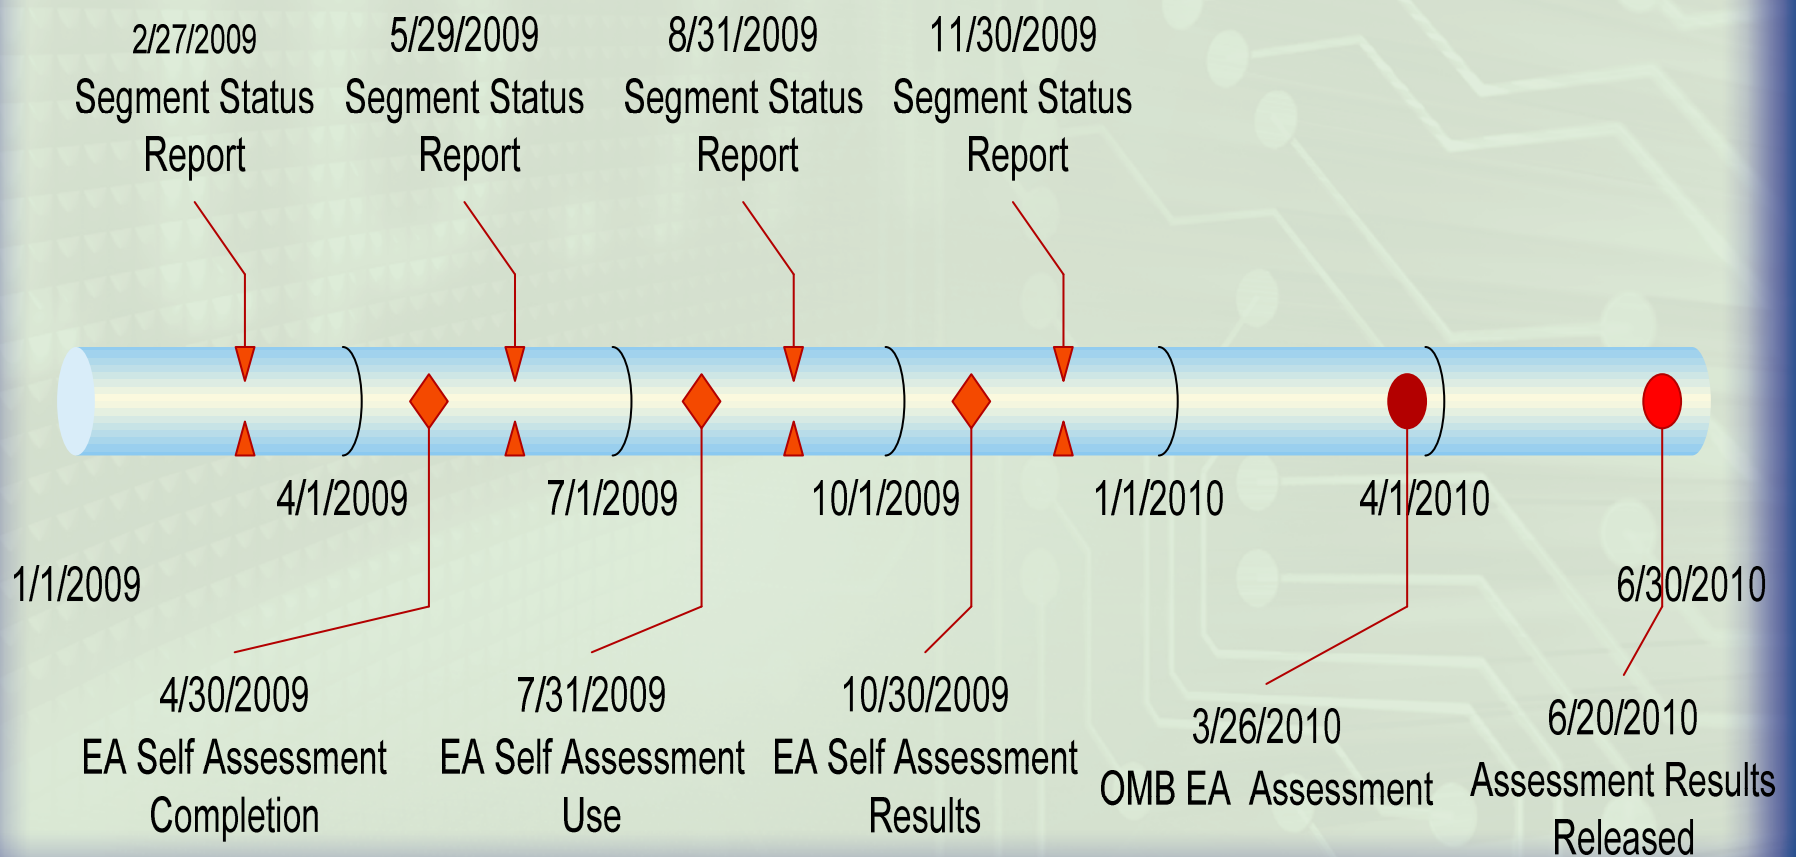 2/27/2009
Segment Status
Report
5/29/2009
Segment Status
Report
8/31/2009
Segment Status
Report
11/30/2009
Segment Status
Report
4/1/2009
7/1/2009
10/1/2009
1/1/2010
4/1/2010
1/1/2009
6/30/2010
4/30/2009
EA Self Assessment
Completion
7/31/2009
EA Self Assessment
Use
10/30/2009
EA Self Assessment
Results
3/26/2010
OMB EA  Assessment
6/20/2010
Assessment Results
Released